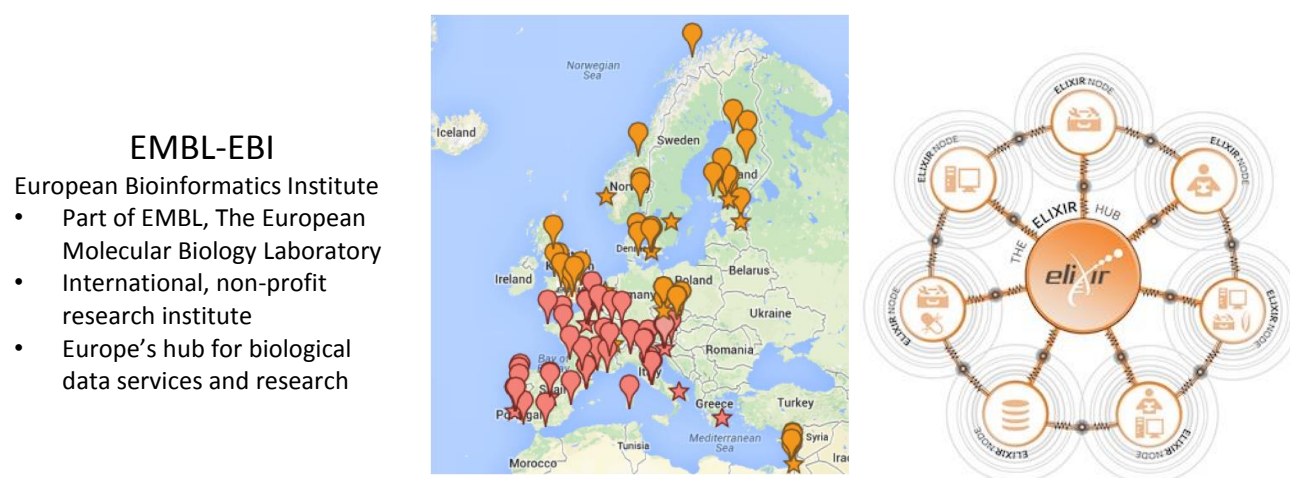 EMBL-EBI
European Bioinformatics Institute
• Part of EMBL, The European
Molecular Biology Laboratory
• International, non-profit
research institute
• Europe’s hub for biological
data services and research
Norwegian
Sea
Iceland
Sweden
Ireland
Belarus
Ukraine
Romania
Italy
Greece
Turkey
Mediterranean
Sea
Syria
Tunisia
Morocco
ELIXIR NODE
ELIXIR NODE
ELIXIR NODE
THE ELIXIR HUB
elixir
ELIXIR NODE
ELIXIR NODE
ELIXIR NODE
ELIXIR NODE